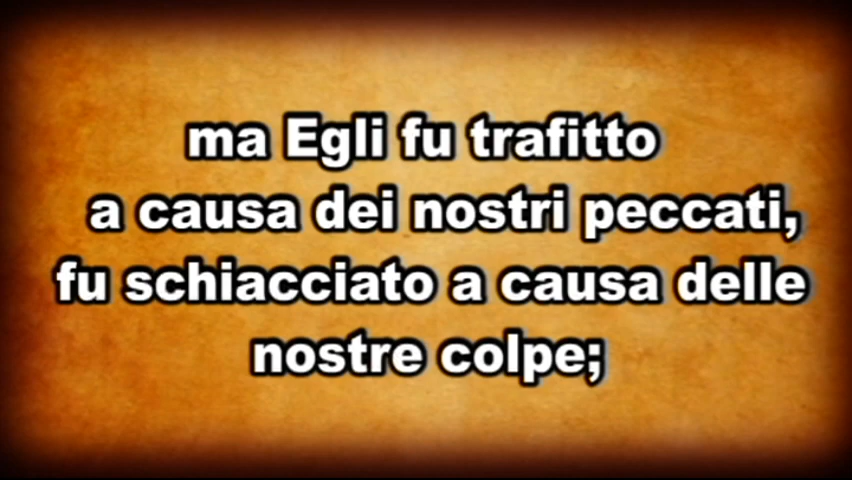 ma Egli fu trafitto
a causa dei nostri peccati,
fu schiacciato a causa delle
nostre colpe;